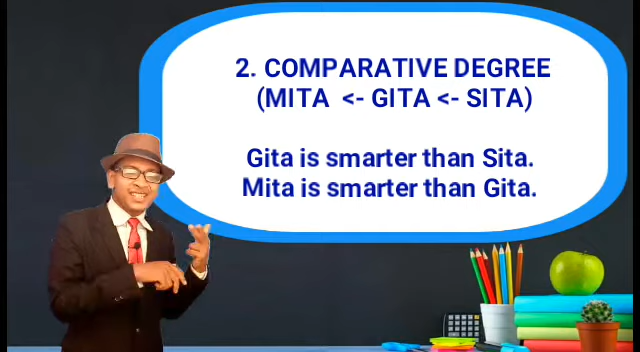 2. COMPARATIVE DEGREE
(MITA <- GITA <- SITA)
Gita is smarter than Sita.
Mita is smarter than Gita.